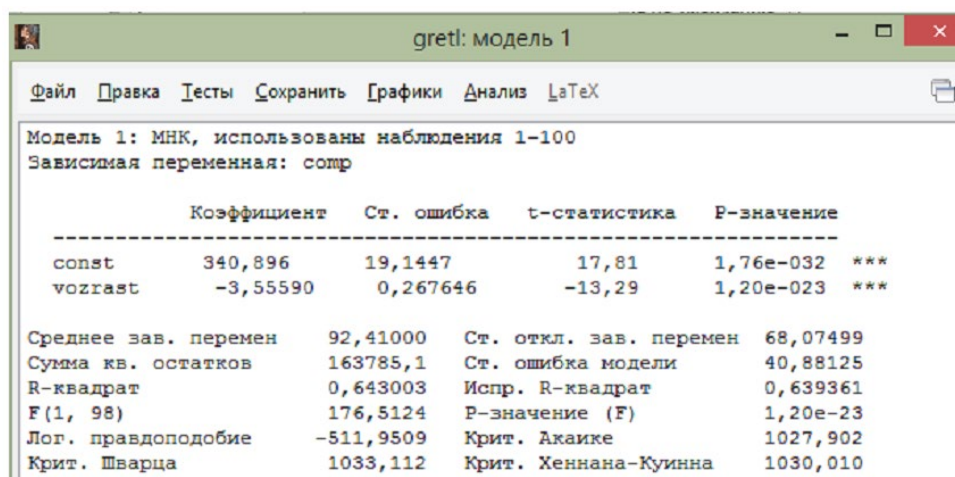 gretl: модель 1
Файл Правка Тесты Сохранить Графики Анализ LaTeX
Модель 1: МНК, использованы наблюдения 1-100
Зависимая переменная: comp
Коэффициент Ст. ошибка t-статистика P-значение
const 340,896 19,1447 17,81 1,76e-032 ***
vozrast -3,55590 0,267646 -13,29 1,20e-023 ***
Среднее зав. перемен 92,41000 Ст. откл. зав. перемен 68,07499
Сумма кв. остатков 163785,1 Ст. ошибка модели 40,88125
R-квадрат 0,643003 Испр. R-квадрат 0,639361
F(1, 98) 176,5124 P-значение (F) 1,20e-23
Лог. правдоподобие -511,9509 Крит. Акаике 1027,902
Крит. Шварца 1033,112 Крит. Хеннана-Куинна 1030,010